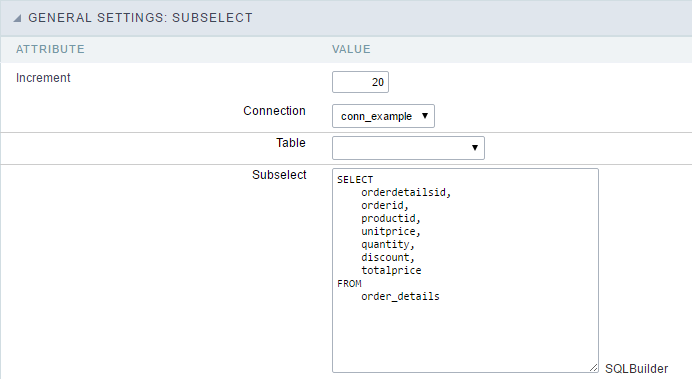 GENERAL SETTINGS: SUBSELECT
ATTRIBUTE VALUE
Increment 20
Connection conn_example
Table
Subselect SELECT
orderdetailsid,
orderid,
productid,
unitprice,
quantity,
discount,
totalprice
FROM
order_details
SQLBuilder